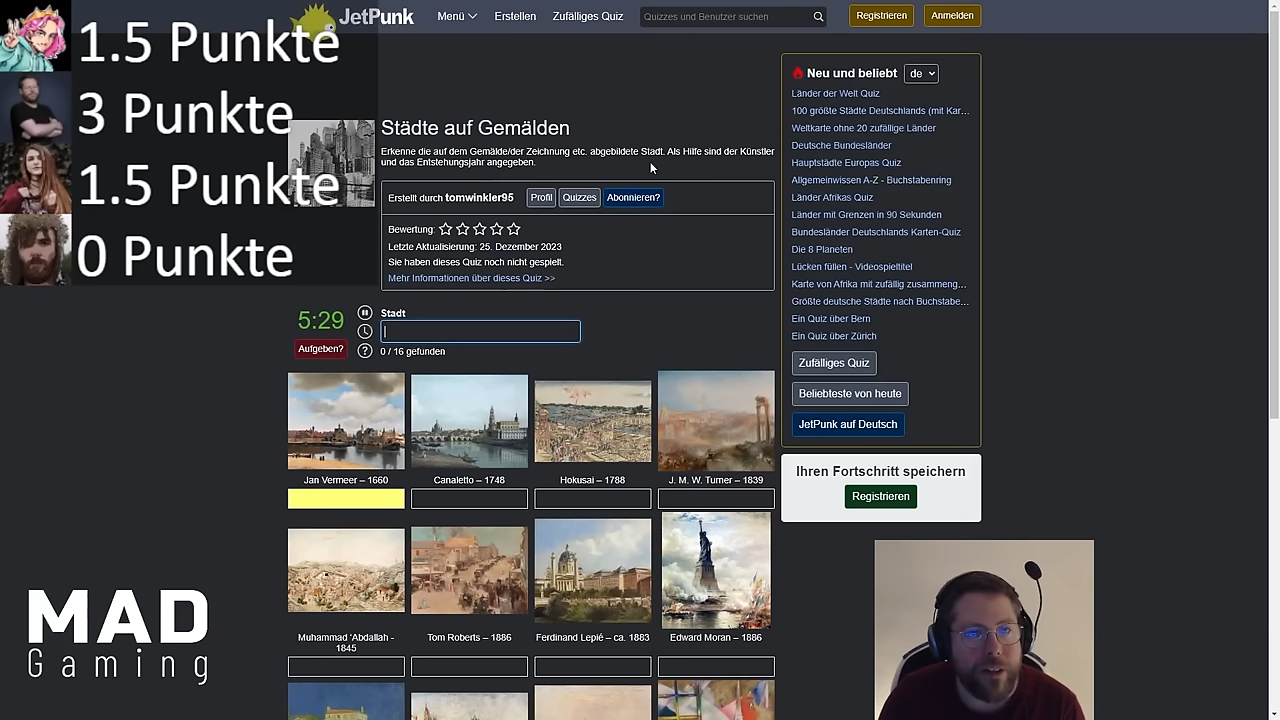 JetPunk
Menü
Erstellen
Zufälliges Quiz
Quizzes und Benutzer suchen
Registrieren
Anmelden
1.5 Punkte
3 Punkte
1.5 Punkte
0 Punkte
Städte auf Gemälden
Erkenne die auf dem Gemälde/der Zeichnung etc. abgebildete Stadt. Als Hilfe sind der Künstler
und das Entstehungsjahr angegeben.
Erstellt durch tomwinkler95
Profil
Quizzes
Abonnieren?
Bewertung:
Letzte Aktualisierung: 25. Dezember 2023
Sie haben dieses Quiz noch nicht gespielt.
Mehr Informationen über dieses Quiz >>
5:29
Aufgeben?
Stadt
0 / 16 gefunden
Jan Vermeer – 1660
Canaletto – 1748
Hokusai – 1788
J. M. W. Turner – 1839
Muhammad 'Abdallah -
1845
Tom Roberts – 1886
Ferdinand Lepié – ca. 1883
Edward Moran – 1886
Neu und beliebt
de
Länder der Welt Quiz
100 größte Städte Deutschlands (mit Kar...
Weltkarte ohne 20 zufällige Länder
Deutsche Bundesländer
Hauptstädte Europas Quiz
Allgemeinwissen A-Z - Buchstabenring
Länder Afrikas Quiz
Länder mit Grenzen in 90 Sekunden
Bundesländer Deutschlands Karten-Quiz
Die 8 Planeten
Lücken füllen - Videospieltitel
Karte von Afrika mit zufällig zusammeng...
Größte deutsche Städte nach Buchstabe...
Ein Quiz über Bern
Ein Quiz über Zürich
Zufälliges Quiz
Beliebteste von heute
JetPunk auf Deutsch
Ihren Fortschritt speichern
Registrieren
MAD
Gaming